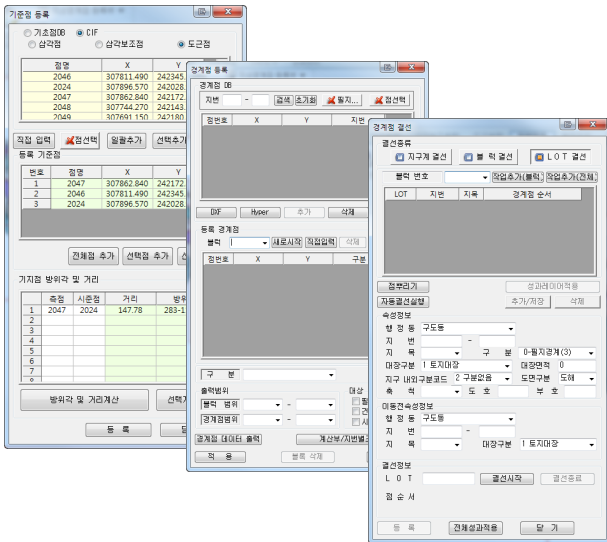 기준점 등록
기초점DB CIF
삼각점 삼각보조점 도근점
점명 X Y
2046 307811.490 242345.
2024 307896.570 242028.
2047 307862.840 242172.
2048 307744.270 242143.
2049 307691.150 242180.
직접 입력 점선택 일괄추가 선택추가
등록 기준점
번호 점명 X Y
1 2047 307862.840 242172.
2 2046 307811.490 242345.
3 2024 307896.570 242028.
전체점 추가 선택점 추가
기지점 방위각 및 거리
측점 시준점 거리 방위
1 2047 2024 147.78 283-1
2
3
4
5
6
7
8
방위각 및 거리계산 선택
등 록
경계점 등록
경계점 DB
지번 - 검색 초기화 필지... 점선택
점번호 X Y 지번
DXF Hyper 추가 삭제
등록 경계점
블럭 새로시작 직접입력 삭제
점번호 X Y 구분
구 분
출력범위 대상
블럭 범위 - 필
경계점범위 - 건
경계점 데이터 출력 계산부/지번별조
적 용 블록 삭제
경계점 결선
결선종류
지구계 결선 블 럭 결선 L O T 결선
블럭 번호 작업추가(블럭) 작업추가(전체)
LOT 지번 지목 경계점 순서
점뿌리기 성과레이어적용
자동결선실행 추가/저장 삭제
속성정보
행 정 동 구도동
지 번 -
지 목 구 분 0-필지경계(3)
대장구분 1 토지대장 대장면적 0
지구 내외구분코드 2 구분없음 도면구분 도해
축 척 도 호 부 호
이동전속성정보
행 정 동 구도동
지 번 -
지 목 대장구분 1 토지대장
결선정보
L O T 결선시작 결선종료
점 순 서
등 록 전체성과적용 닫 기